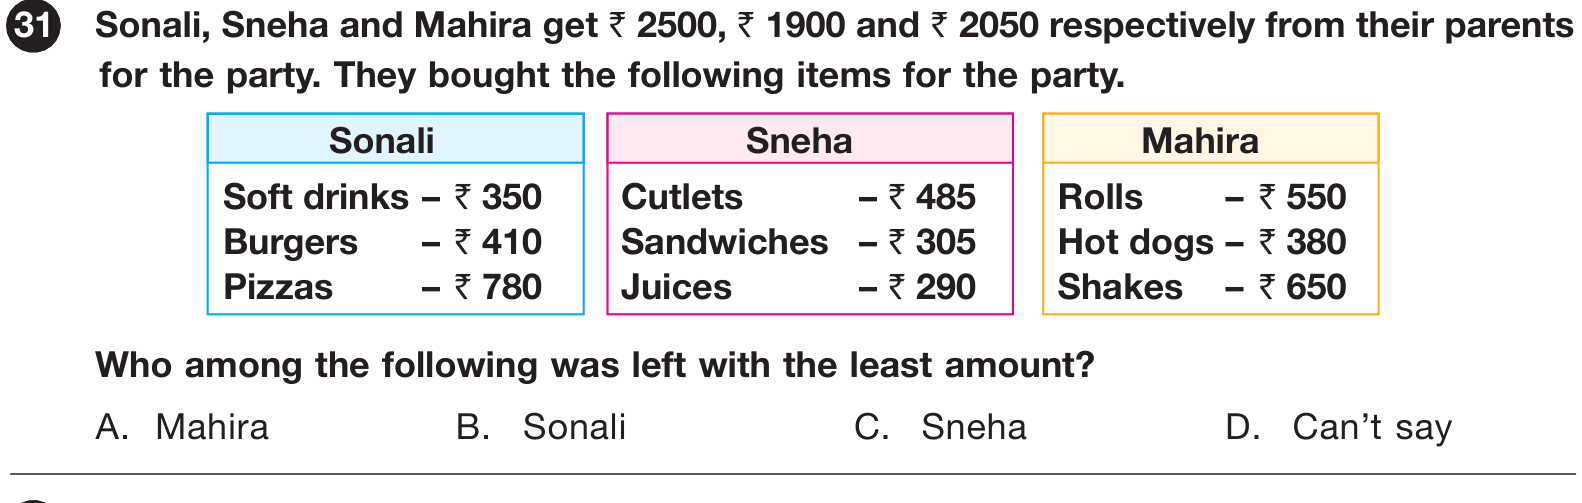 31 Sonali, Sneha and Mahira get ₹ 2500, ₹ 1900 and ₹ 2050 respectively from their parents
for the party. They bought the following items for the party.
Sonali
Soft drinks – ₹ 350
Burgers – ₹ 410
Pizzas – ₹ 780
Sneha
Cutlets – ₹ 485
Sandwiches – ₹ 305
Juices – ₹ 290
Mahira
Rolls – ₹ 550
Hot dogs – ₹ 380
Shakes – ₹ 650
Who among the following was left with the least amount?
A. Mahira B. Sonali C. Sneha D. Can't say